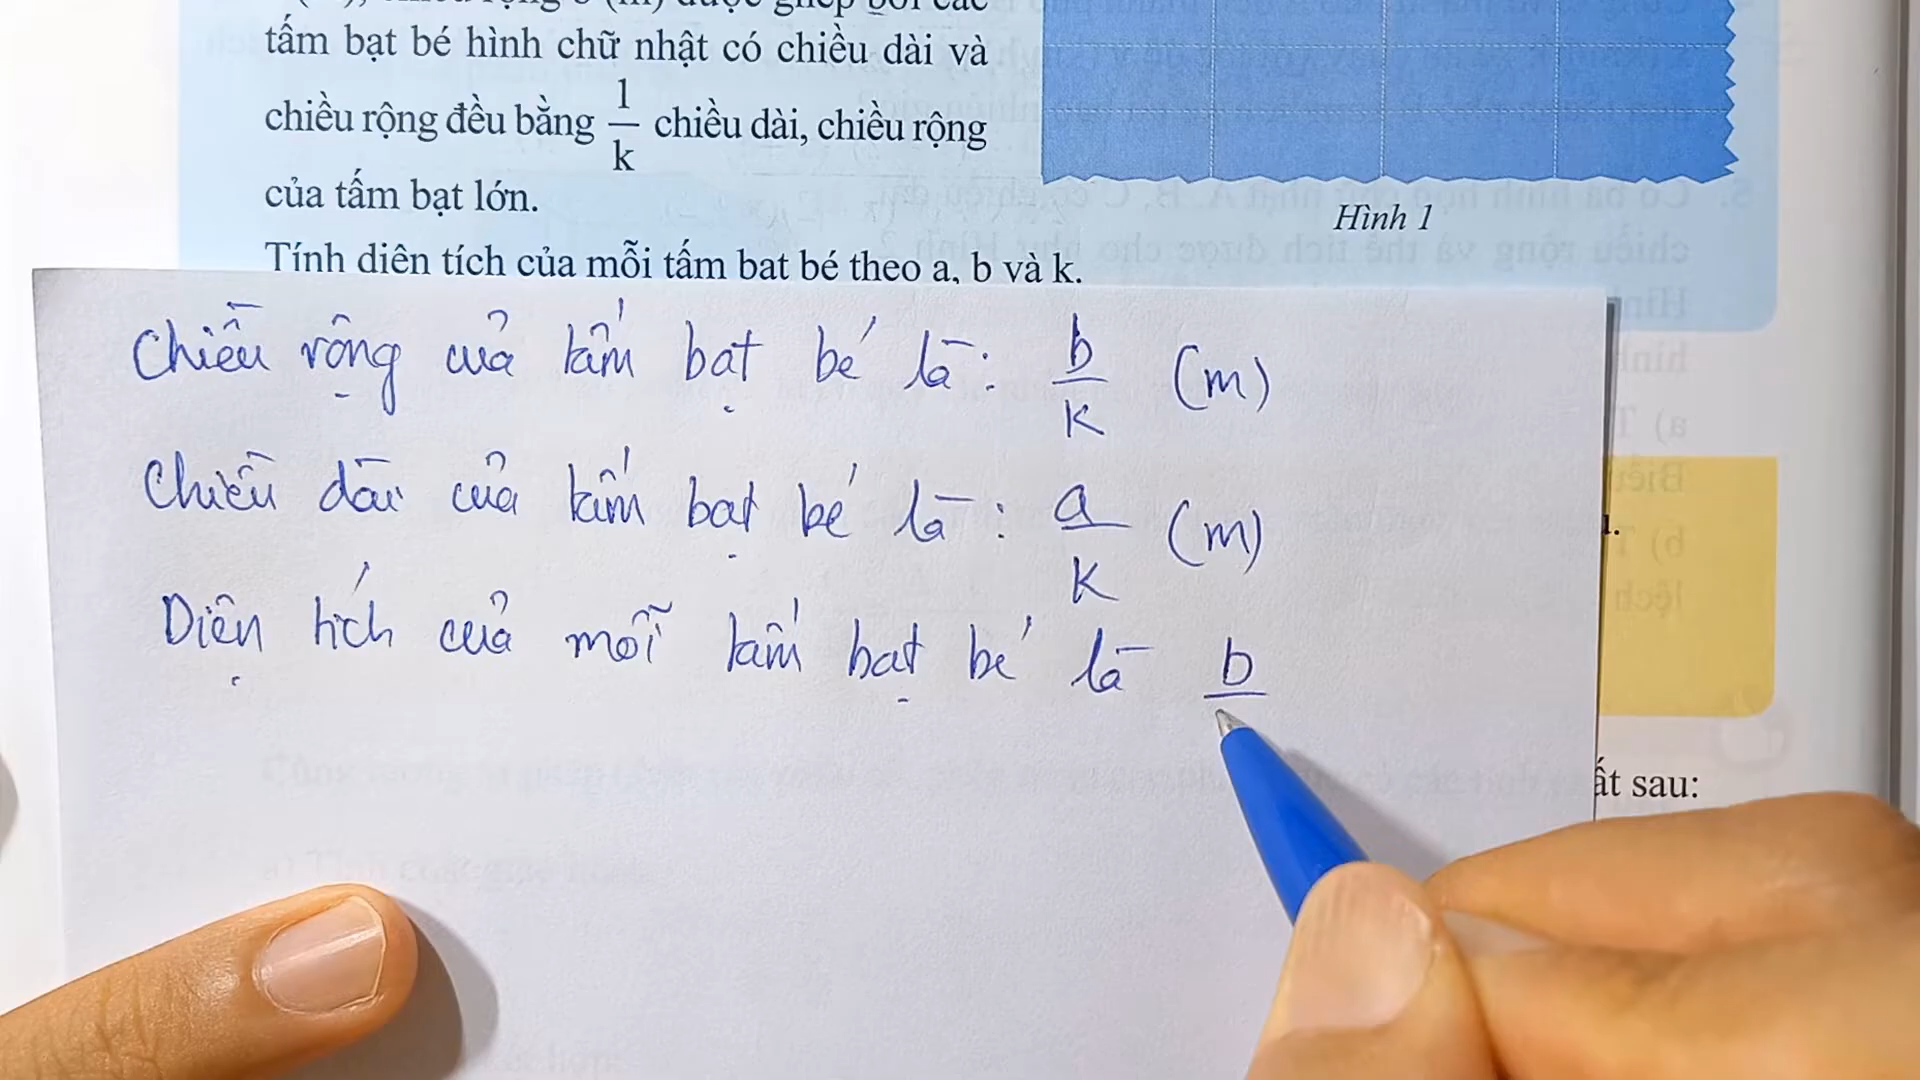 tấm bạt bé hình chữ nhật có chiều dài và
chiều rộng đều bằng 1/k chiều dài, chiều rộng
của tấm bạt lớn.
Tính diện tích của mỗi tấm bạt bé theo a, b và k.
Hình 1
Chiều rộng của tấm bạt bé là: b/k (m)
Chiều dài của tấm bạt bé là: a/k (m)
Diện tích của mỗi tấm bạt bé là b
ất sau: